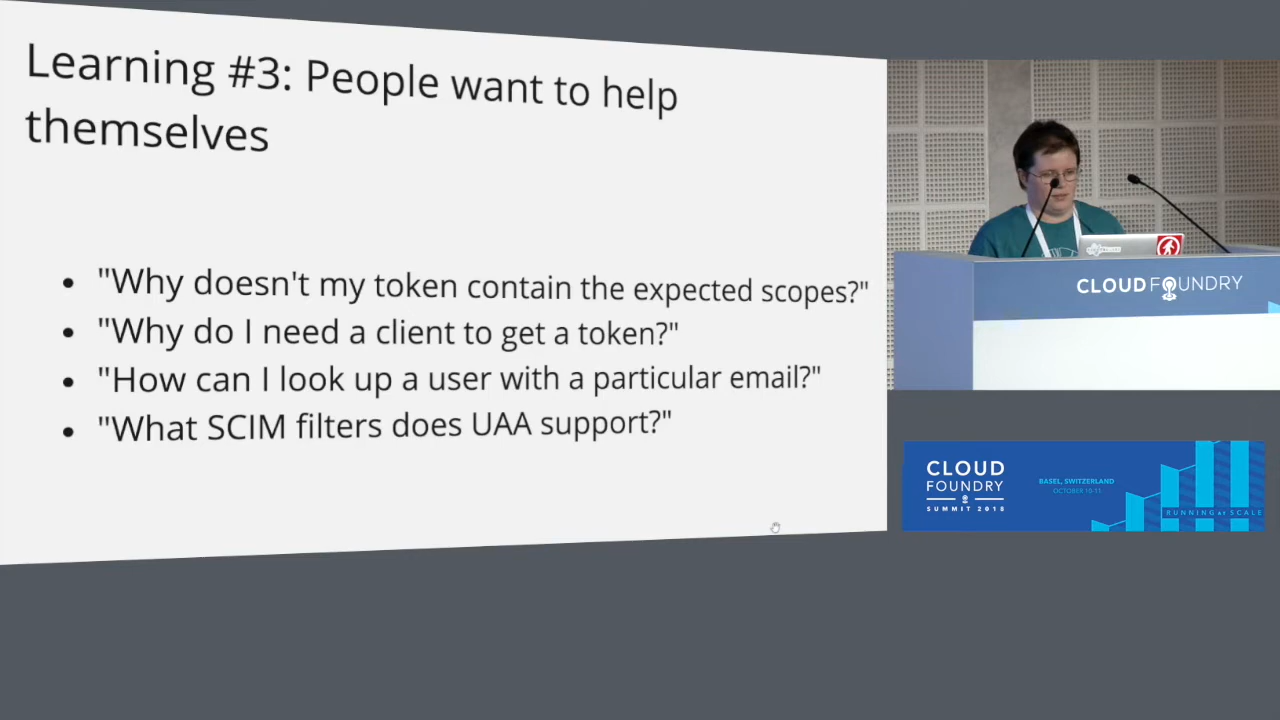 Learning #3: People want to help
themselves
• "Why doesn't my token contain the expected scopes?"
• "Why do I need a client to get a token?"
• "How can I look up a user with a particular email?"
• "What SCIM filters does UAA support?"
CLOUD FOUNDRY
CLOUD
FOUNDRY
SUMMIT 2018
BASEL, SWITZERLAND
OCTOBER 10-11
RUNNING at SCALE